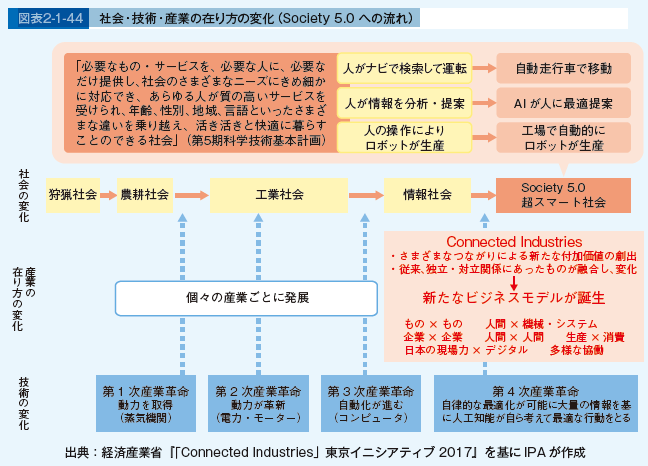 図表2-1-44 社会・技術・産業の在り方の変化（Society 5.0 への流れ）
「必要なもの・サービスを、必要な人に、必要な
だけ提供し、社会のさまざまなニーズにきめ細か
に対応でき、あらゆる人が質の高いサービスを
受けられ、年齢、性別、地域、言語といったさまざ
まな違いを乗り越え、活き活きと快適に暮らす
ことのできる社会」（第5期科学技術基本計画）
人がナビで検索して運転
自動走行車で移動
人が情報を分析・提案
AIが人に最適提案
人の操作により
ロボットが生産
工場で自動的に
ロボットが生産
社会の変化
狩猟社会
農耕社会
工業社会
情報社会
Society 5.0
超スマート社会
産業の
在り方の変化
個々の産業ごとに発展
Connected Industries
・さまざまなつながりによる新たな付加価値の創出
・従来、独立・対立関係にあったものが融合し、変化
新たなビジネスモデルが誕生
もの × もの 人間 × 機械・システム
企業 × 企業 人間 × 人間 生産 × 消費
日本の現場力 × デジタル 多様な協働
技術の変化
第1次産業革命
動力を取得
（蒸気機関）
第2次産業革命
動力が革新
（電力・モーター）
第3次産業革命
自動化が進む
（コンピュータ）
第4次産業革命
自律的な最適化が可能に大量の情報を基
に人工知能が自ら考えて最適な行動をとる
出典：経済産業省『「Connected Industries」東京イニシアティブ 2017』を基にIPAが作成